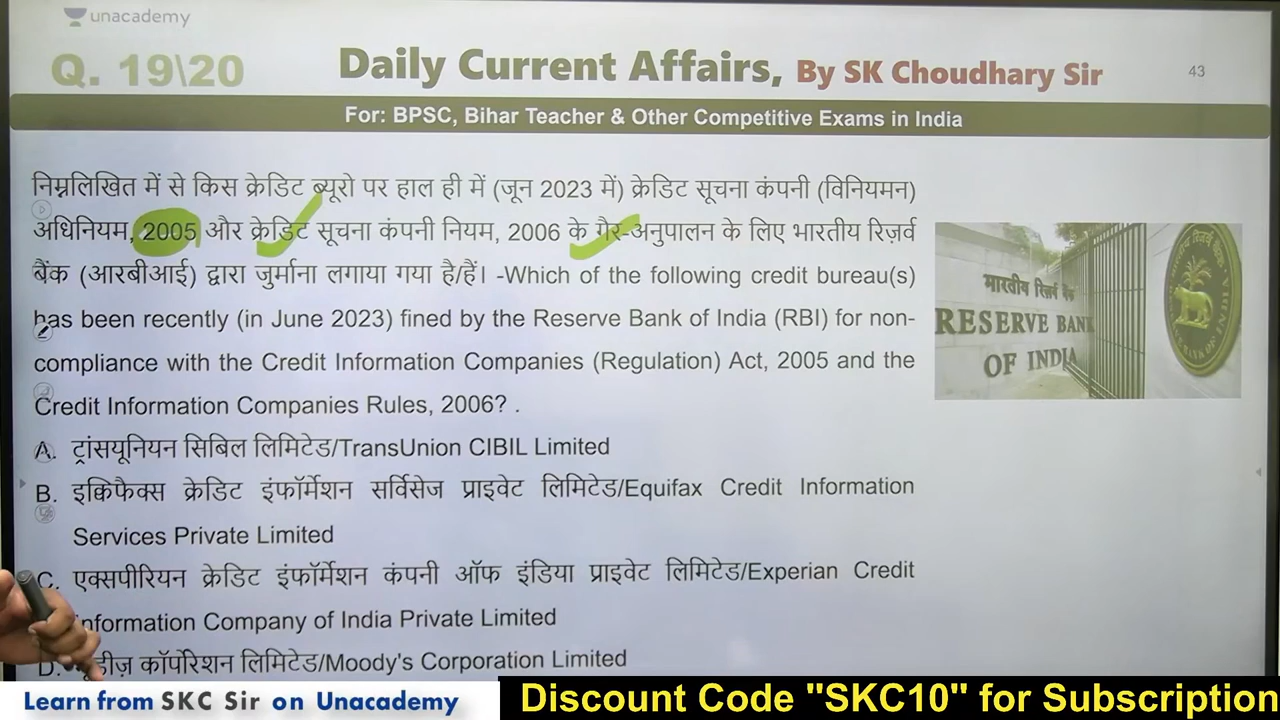 unacademy
Q. 19\20
Daily Current Affairs, By SK Choudhary Sir
43
For: BPSC, Bihar Teacher & Other Competitive Exams in India
निम्नलिखित में से किस क्रेडिट ब्यूरो पर हाल ही में (जून 2023 में) क्रेडिट सूचना कंपनी (विनियमन)
अधिनियम, 2005 और क्रेडिट सूचना कंपनी नियम, 2006 के गैर-अनुपालन के लिए भारतीय रिज़र्व
बैंक (आरबीआई) द्वारा जुर्माना लगाया गया है/हैं। -Which of the following credit bureau(s)
has been recently (in June 2023) fined by the Reserve Bank of India (RBI) for non-
compliance with the Credit Information Companies (Regulation) Act, 2005 and the
Credit Information Companies Rules, 2006? .
A. ट्रांसयूनियन सिबिल लिमिटेड/TransUnion CIBIL Limited
B. इक्विफैक्स क्रेडिट इंफॉर्मेशन सर्विसेज प्राइवेट लिमिटेड/Equifax Credit Information
Services Private Limited
C. एक्सपीरियन क्रेडिट इंफॉर्मेशन कंपनी ऑफ इंडिया प्राइवेट लिमिटेड/Experian Credit
Information Company of India Private Limited
D. कॉर्पोरेशन लिमिटेड/Moody's Corporation Limited
भारतीय रिज़र्व बैंक
RESERVE BANK
OF INDIA
Learn from SKC Sir on Unacademy
Discount Code "SKC10" for Subscription